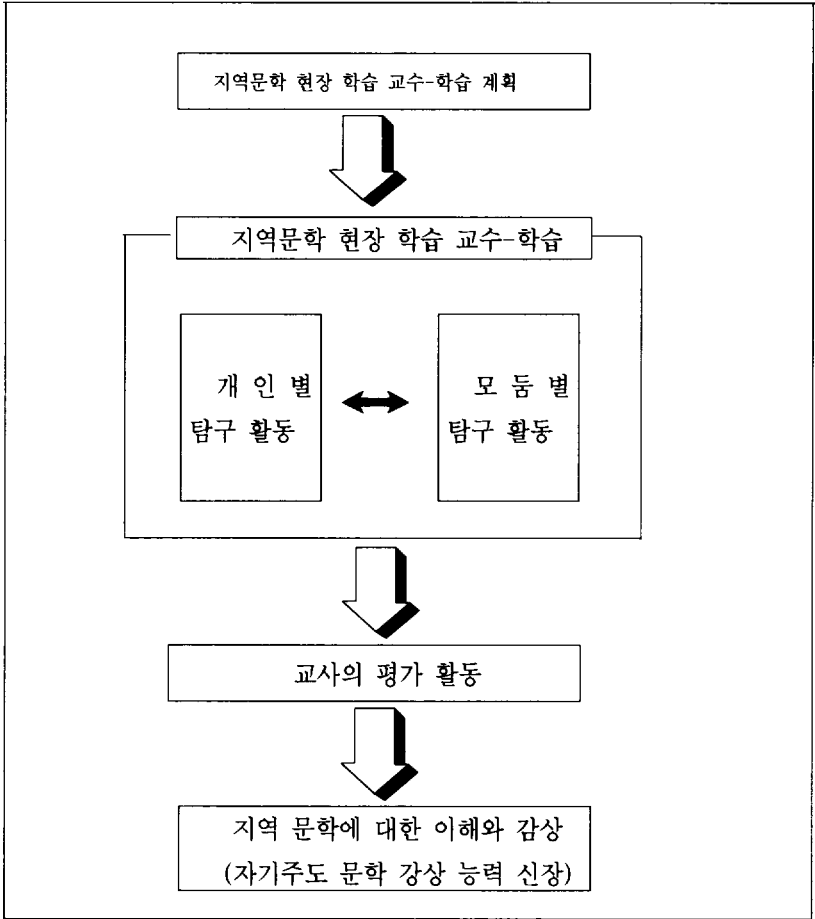 지역문학 현장 학습 교수-학습 계획
지역문학 현장 학습 교수-학습
개 인 별
탐구 활동
모 둠 별
탐구 활동
교사의 평가 활동
지역 문학에 대한 이해와 감상
(자기주도 문학 강상 능력 신장)